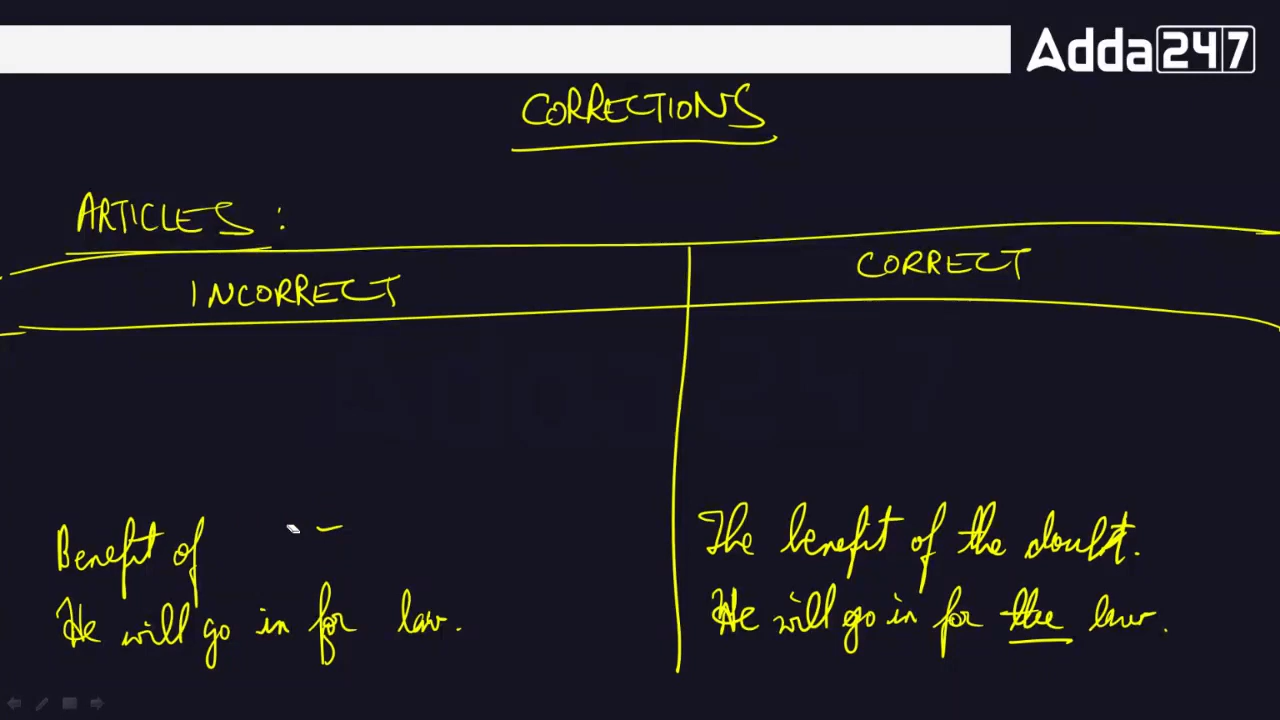 Adda247
CORRECTIONS
ARTICLES:
INCORRECT
CORRECT
Benefit of
The benefit of the doubt.
He will go in for law.
He will go in for the law.